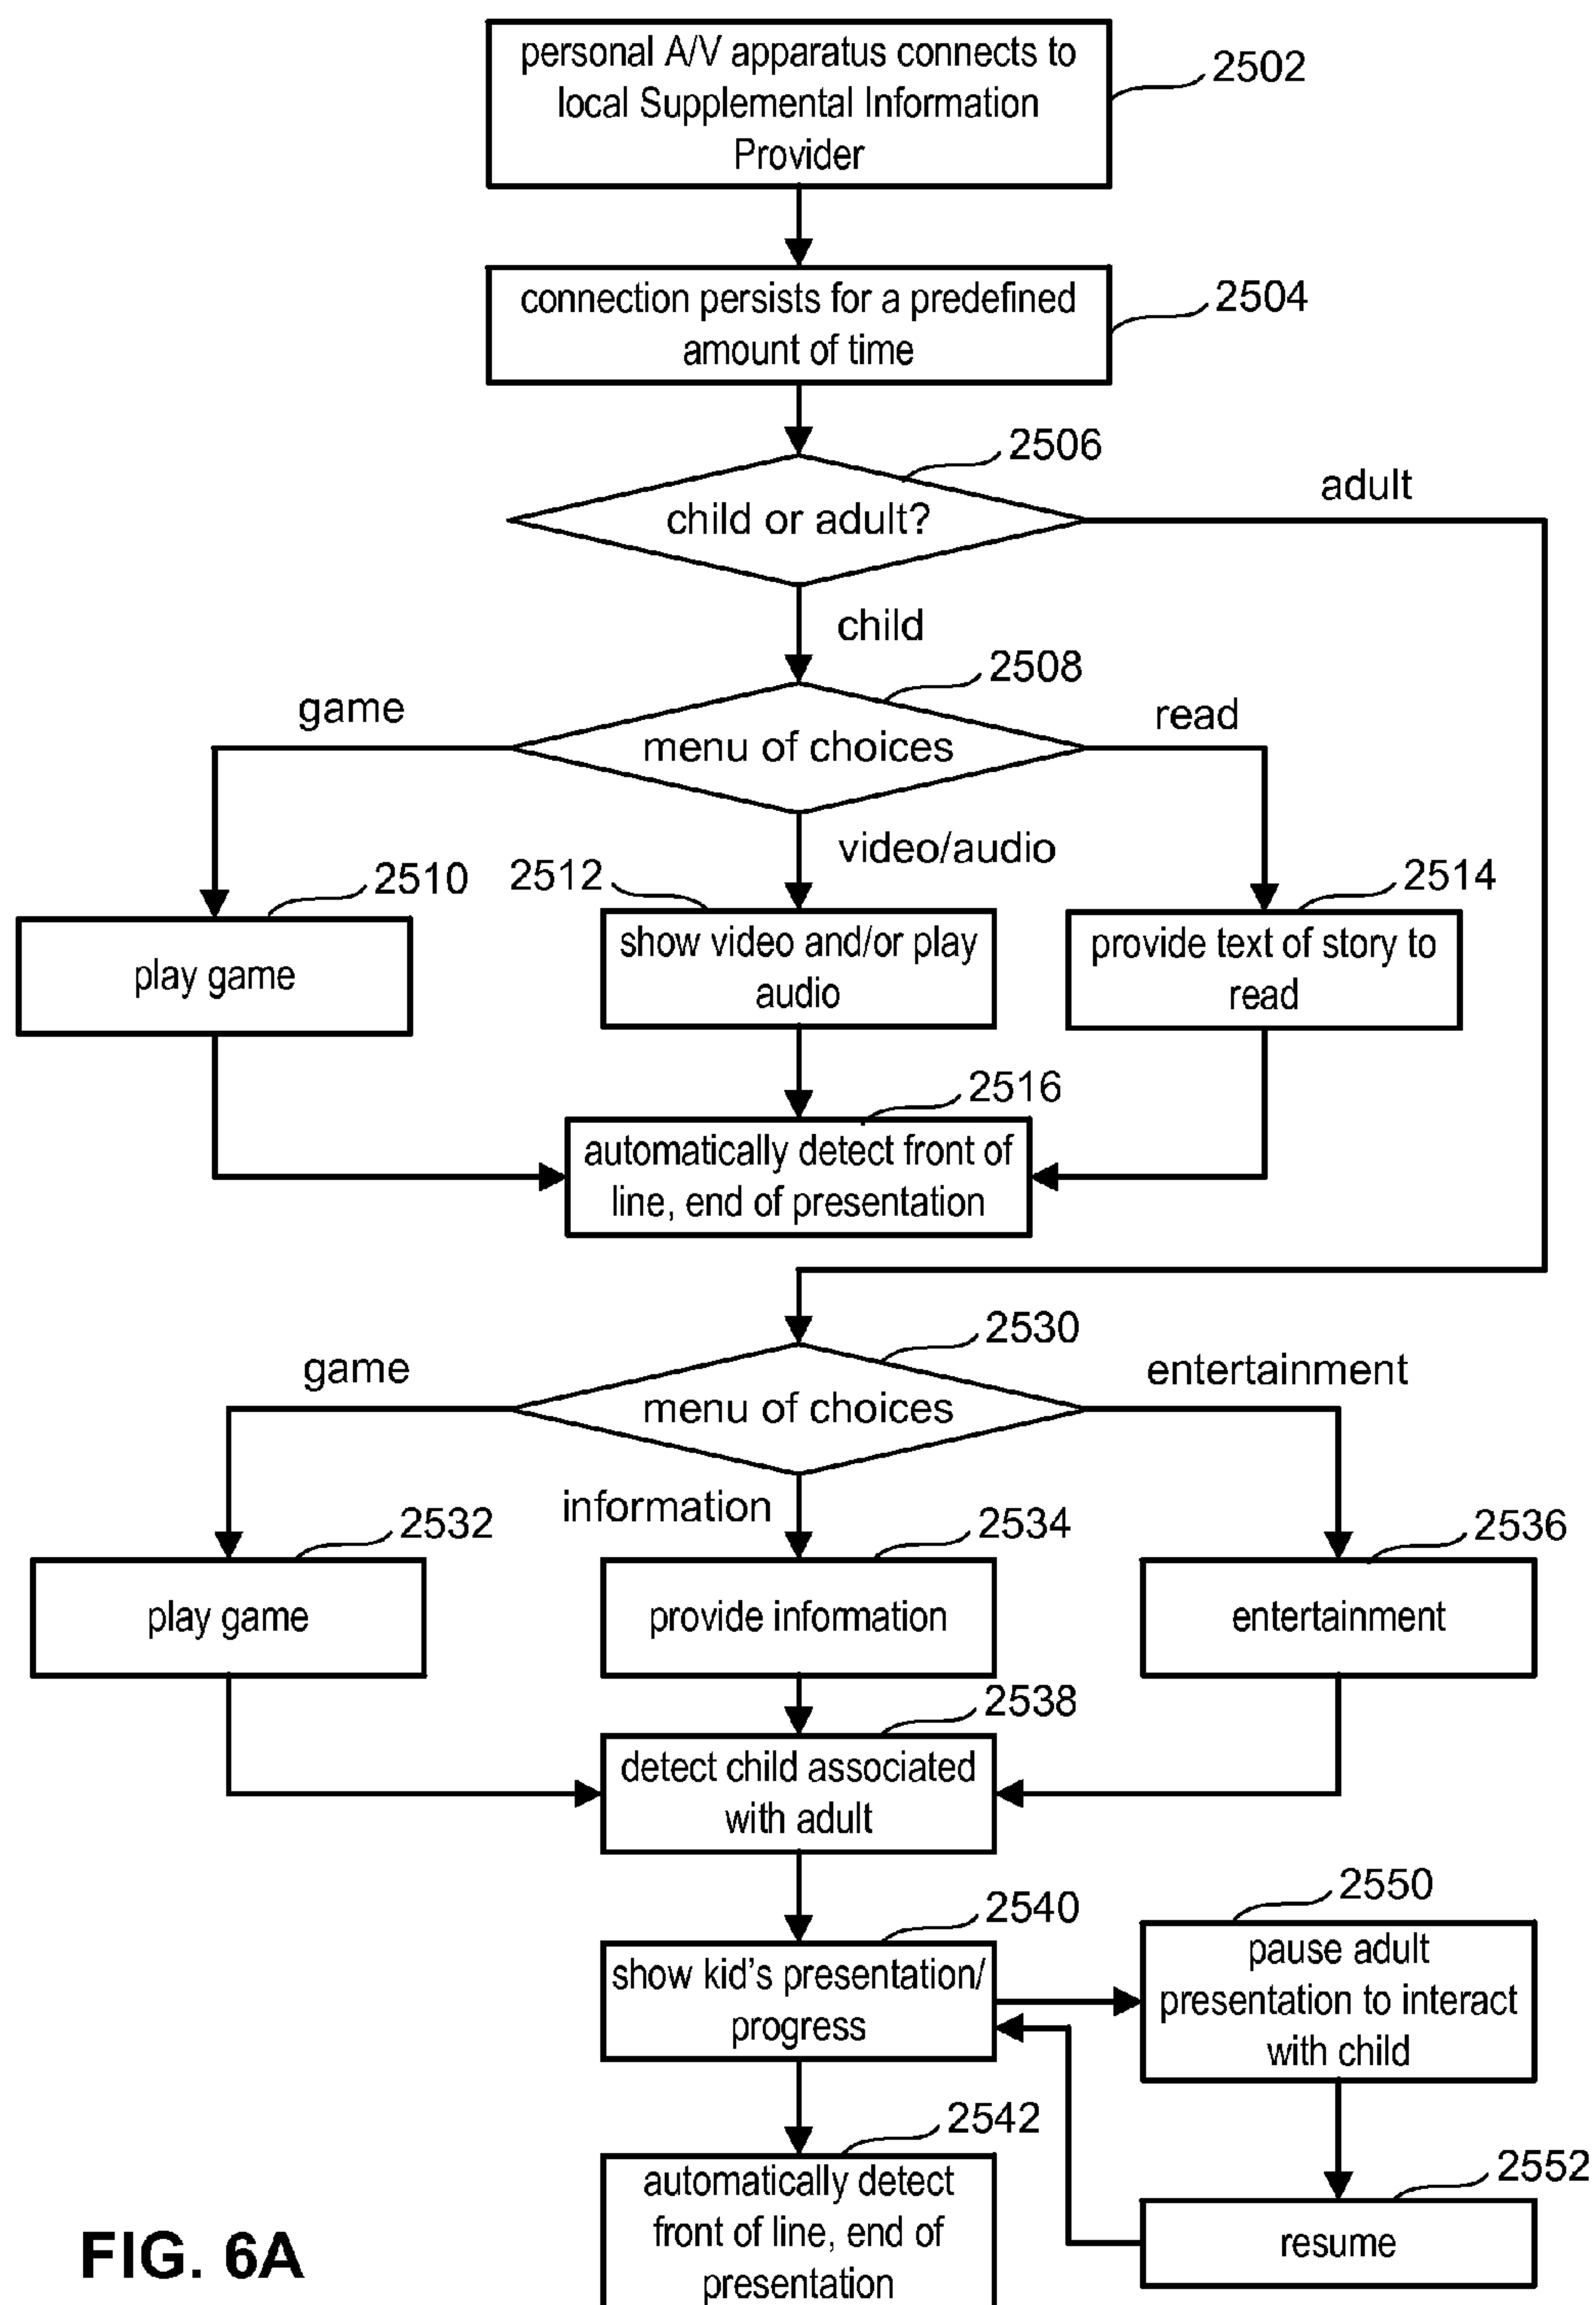 personal A/V apparatus connects to
local Supplemental Information
Provider
2502
connection persists for a predefined
amount of time
2504
2506
child or adult?
adult
child
2508
game
menu of choices
read
video/audio
2510
2512
2514
play game
show video and/or play
audio
provide text of story to
read
2516
automatically detect front of
line, end of presentation
2530
game
menu of choices
entertainment
information
2532
2534
2536
play game
provide information
entertainment
2538
detect child associated
with adult
2540
2550
show kid's presentation/
progress
pause adult
presentation to interact
with child
2542
2552
automatically detect
front of line, end of
presentation
resume
FIG. 6A